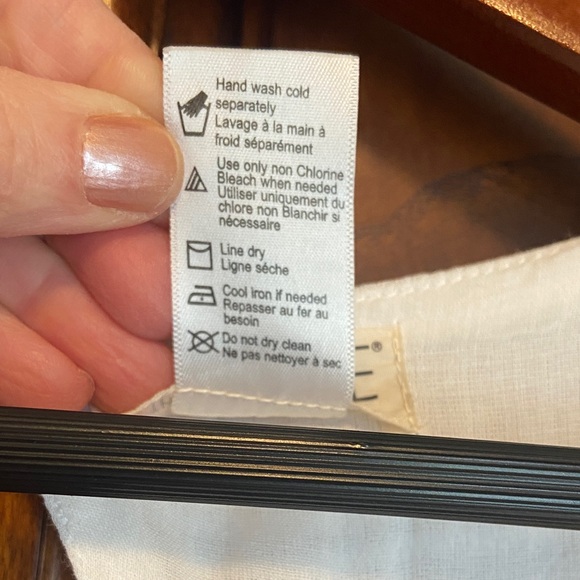 Hand wash cold
separately
Lavage à la main à
froid séparément
Use only non Chlorine
Bleach when needed
Utiliser uniquement du
chlore non Blanchir si
nécessaire
Line dry
Ligne séche
Cool iron if needed
Repasser au fer au
besoin
Do not dry clean
Ne pas nettoyer à sec
®